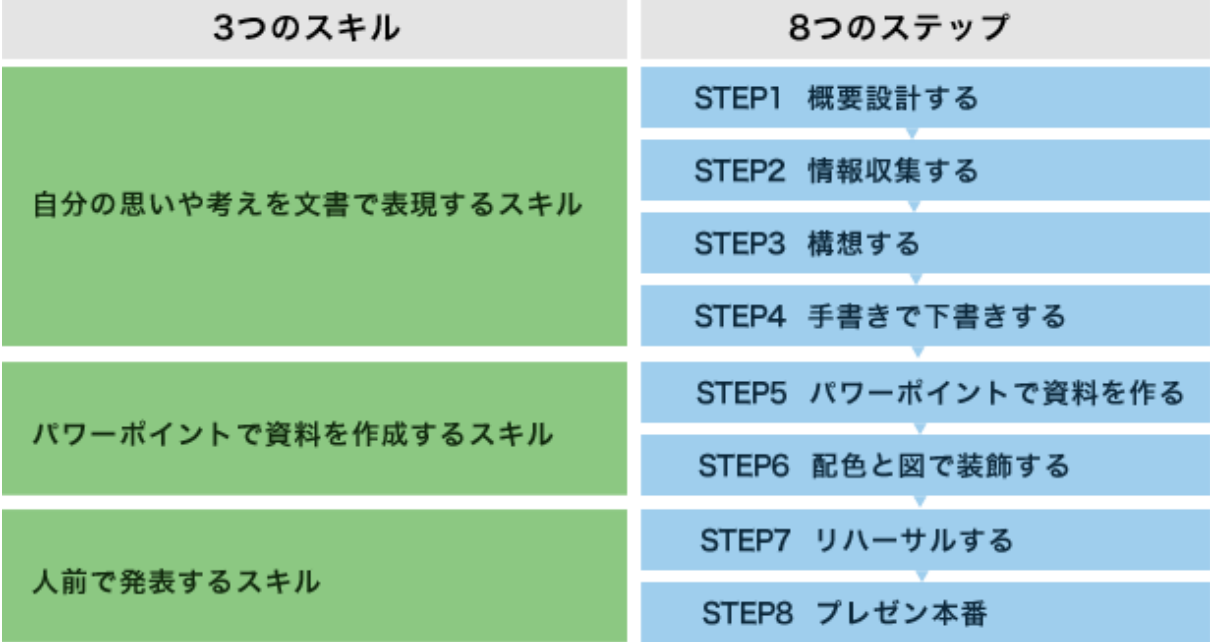 3つのスキル
8つのステップ
自分の思いや考えを文書で表現するスキル
STEP1 概要設計する
STEP2 情報収集する
STEP3 構想する
STEP4 手書きで下書きする
パワーポイントで資料を作成するスキル
STEP5 パワーポイントで資料を作る
STEP6 配色と図で装飾する
人前で発表するスキル
STEP7 リハーサルする
STEP8 プレゼン本番